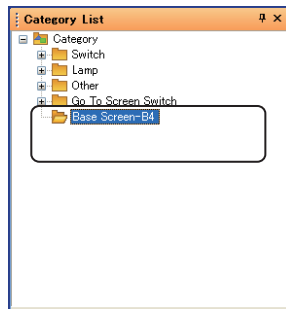 Category List
Category
Switch
Lamp
Other
Go To Screen Switch
Base Screen-B4